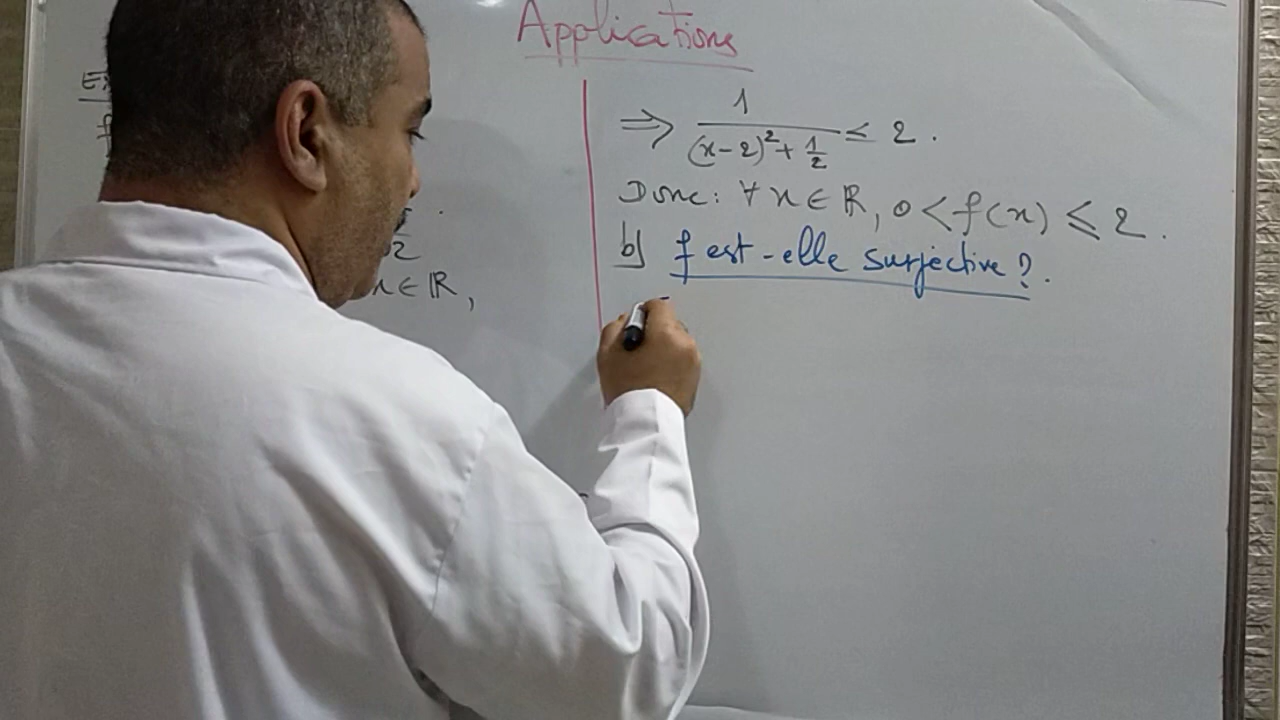 Applications
n∈ℝ,
⇒ 1/((x-2)²+1/2) ≤ 2.
Donc: ∀x∈ℝ, 0<f(x)≤2.
b) f est-elle surjective?.